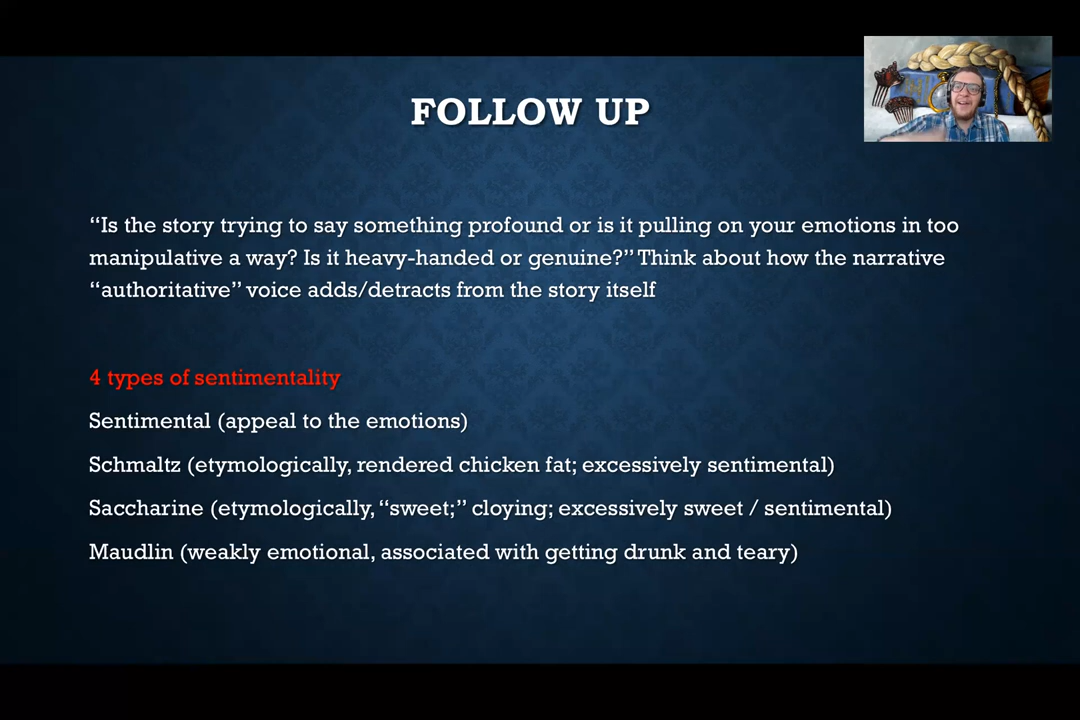 FOLLOW UP
“Is the story trying to say something profound or is it pulling on your emotions in too
manipulative a way? Is it heavy-handed or genuine?” Think about how the narrative
“authoritative” voice adds/detracts from the story itself
4 types of sentimentality
Sentimental (appeal to the emotions)
Schmaltz (etymologically, rendered chicken fat; excessively sentimental)
Saccharine (etymologically, “sweet;” cloying; excessively sweet / sentimental)
Maudlin (weakly emotional, associated with getting drunk and teary)